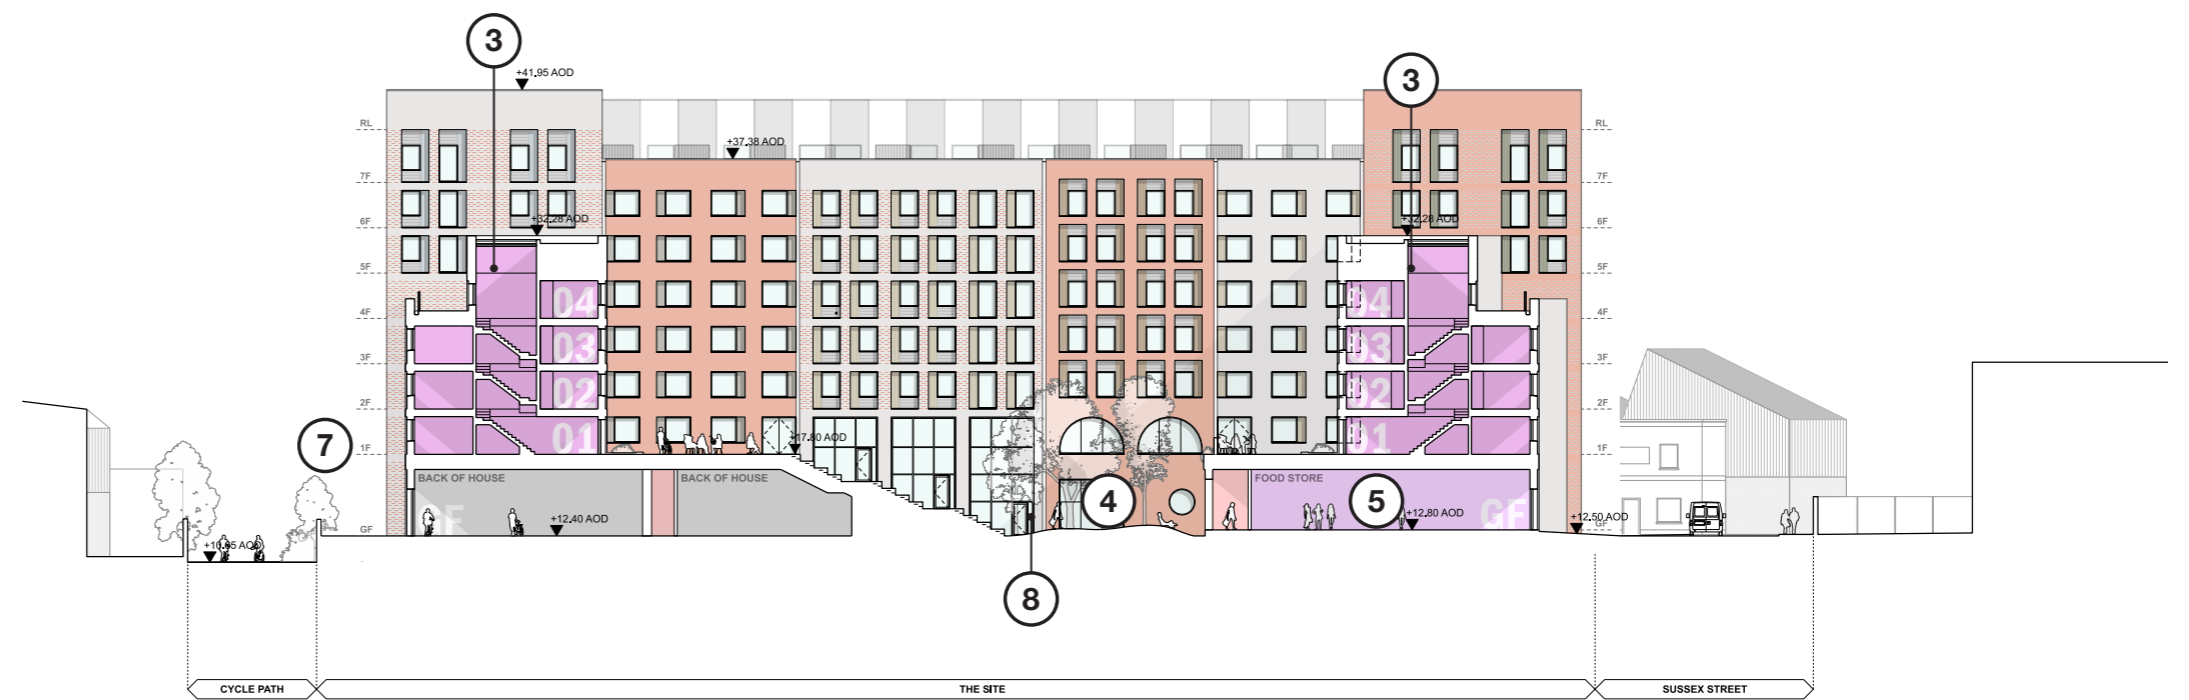 3
3
+41.95 AOD
RL
RL
+37.38 AOD
7F
7F
+32.28 AOD
6F
+32.28 AOD
6F
5F
5F
04
04
4F
4F
03
03
3F
3F
02
02
2F
2F
7
01
+17.80 AOD
01
1F
1F
BACK OF HOUSE
BACK OF HOUSE
FOOD STORE
4
5
GF
+12.40 AOD
+12.80 AOD
GF
+12.50 AOD
GF
GF
8
CYCLE PATH
THE SITE
SUSSEX STREET